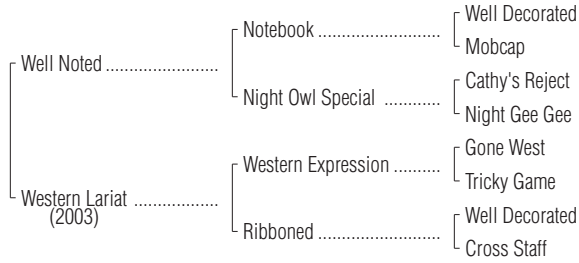 Well Decorated
Notebook ................................
Mobcap
Well Noted ..............................
Cathy's Reject
Night Owl Special ...............
Night Gee Gee
Gone West
Western Expression ............
Tricky Game
Western Lariat ......................
(2003)
Well Decorated
Ribboned ................................
Cross Staff